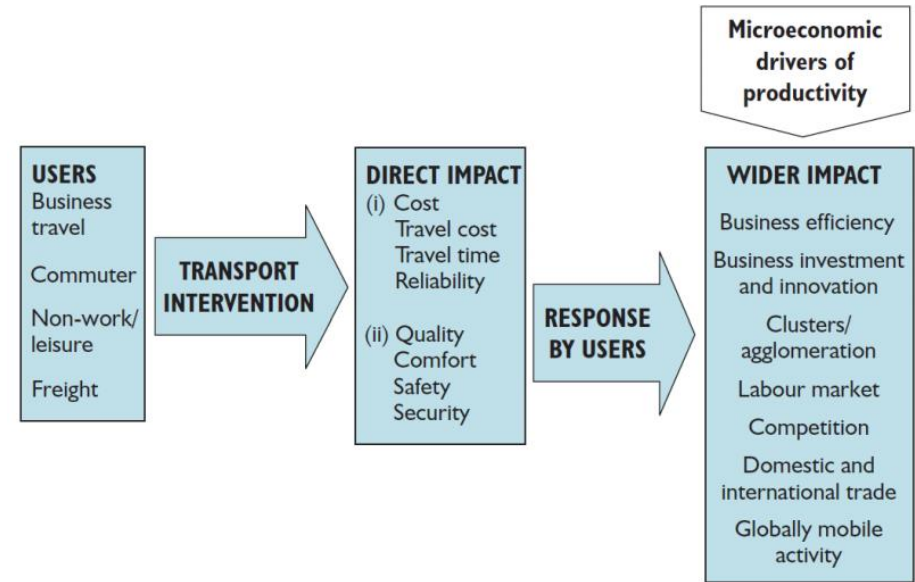 Microeconomic
drivers of
productivity
USERS
Business
travel
Commuter
Non-work/
leisure
Freight
TRANSPORT
INTERVENTION
DIRECT IMPACT
(i) Cost
Travel cost
Travel time
Reliability
(ii) Quality
Comfort
Safety
Security
RESPONSE
BY USERS
WIDER IMPACT
Business efficiency
Business investment
and innovation
Clusters/
agglomeration
Labour market
Competition
Domestic and
international trade
Globally mobile
activity